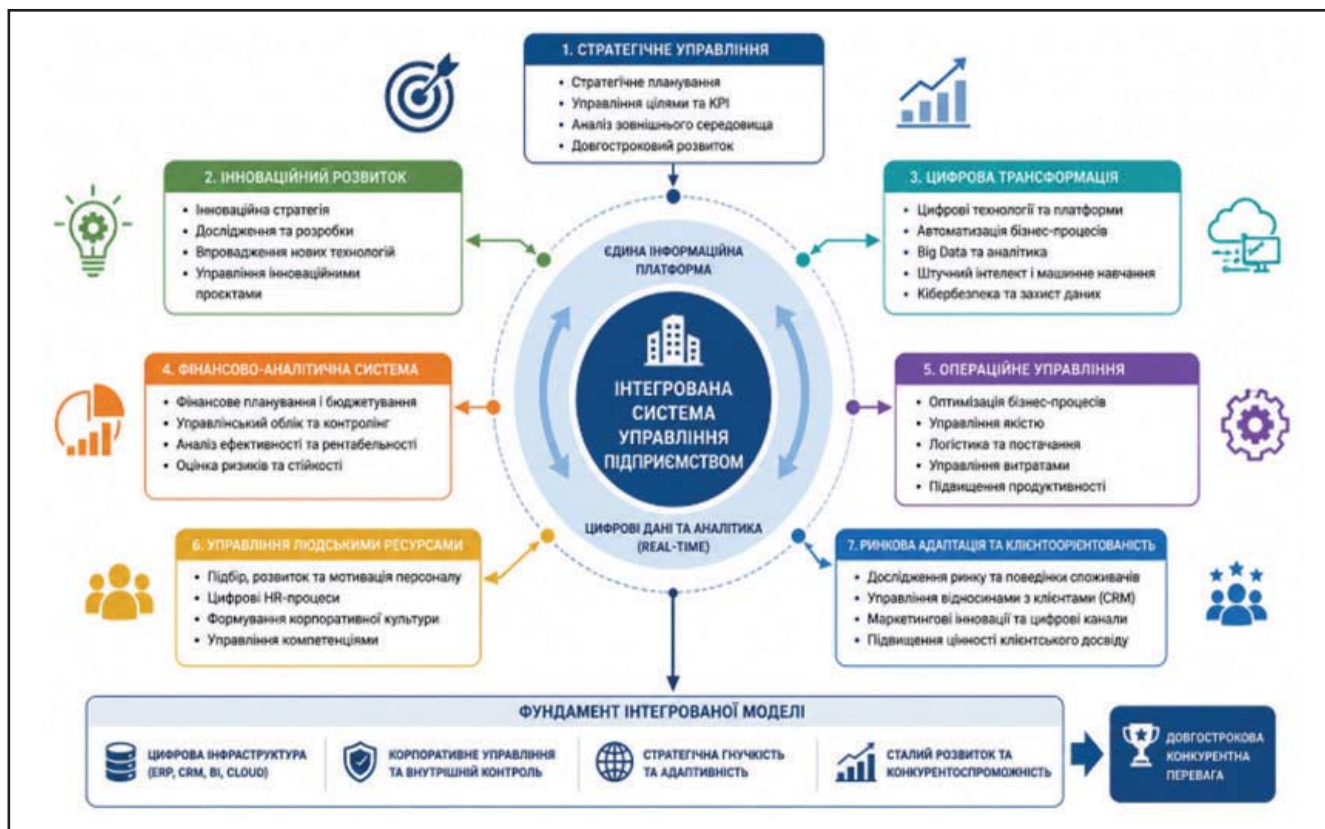 1. СТРАТЕГІЧНЕ УПРАВЛІННЯ
• Стратегічне планування
• Управління цілями та KPI
• Аналіз зовнішнього середовища
• Довгостроковий розвиток
2. ІННОВАЦІЙНИЙ РОЗВИТОК
• Інноваційна стратегія
• Дослідження та розробки
• Впровадження нових технологій
• Управління інноваційними
проєктами
3. ЦИФРОВА ТРАНСФОРМАЦІЯ
• Цифрові технології та платформи
• Автоматизація бізнес-процесів
• Big Data та аналітика
• Штучний інтелект і машинне навчання
• Кібербезпека та захист даних
ЄДИНА ІНФОРМАЦІЙНА
ПЛАТФОРМА
ІНТЕГРОВАНА
СИСТЕМА
УПРАВЛІННЯ
ПІДПРИЄМСТВОМ
ЦИФРОВІ ДАНІ ТА АНАЛІТИКА
(REAL-TIME)
4. ФІНАНСОВО-АНАЛІТИЧНА СИСТЕМА
• Фінансове планування і бюджетування
• Управлінський облік та контролінг
• Аналіз ефективності та рентабельності
• Оцінка ризиків та стійкості
5. ОПЕРАЦІЙНЕ УПРАВЛІННЯ
• Оптимізація бізнес-процесів
• Управління якістю
• Логістика та постачання
• Управління витратами
• Підвищення продуктивності
6. УПРАВЛІННЯ ЛЮДСЬКИМИ РЕСУРСАМИ
• Підбір, розвиток та мотивація персоналу
• Цифрові HR-процеси
• Формування корпоративної культури
• Управління компетенціями
7. РИНКОВА АДАПТАЦІЯ ТА КЛІЄНТООРІЄНТОВАНІСТЬ
• Дослідження ринку та поведінки споживачів
• Управління відносинами з клієнтами (CRM)
• Маркетингові інновації та цифрові канали
• Підвищення цінності клієнтського досвіду
ФУНДАМЕНТ ІНТЕГРОВАНОЇ МОДЕЛІ
ЦИФРОВА ІНФРАСТРУКТУРА
(ERP, CRM, BI, CLOUD)
КОРПОРАТИВНЕ УПРАВЛІННЯ
ТА ВНУТРІШНІЙ КОНТРОЛЬ
СТРАТЕГІЧНА ГНУЧКІСТЬ
ТА АДАПТИВНІСТЬ
СТАЛИЙ РОЗВИТОК ТА
КОНКУРЕНТОСПРОМОЖНІСТЬ
ДОВГОСТРОКОВА
КОНКУРЕНТНА
ПЕРЕВАГА